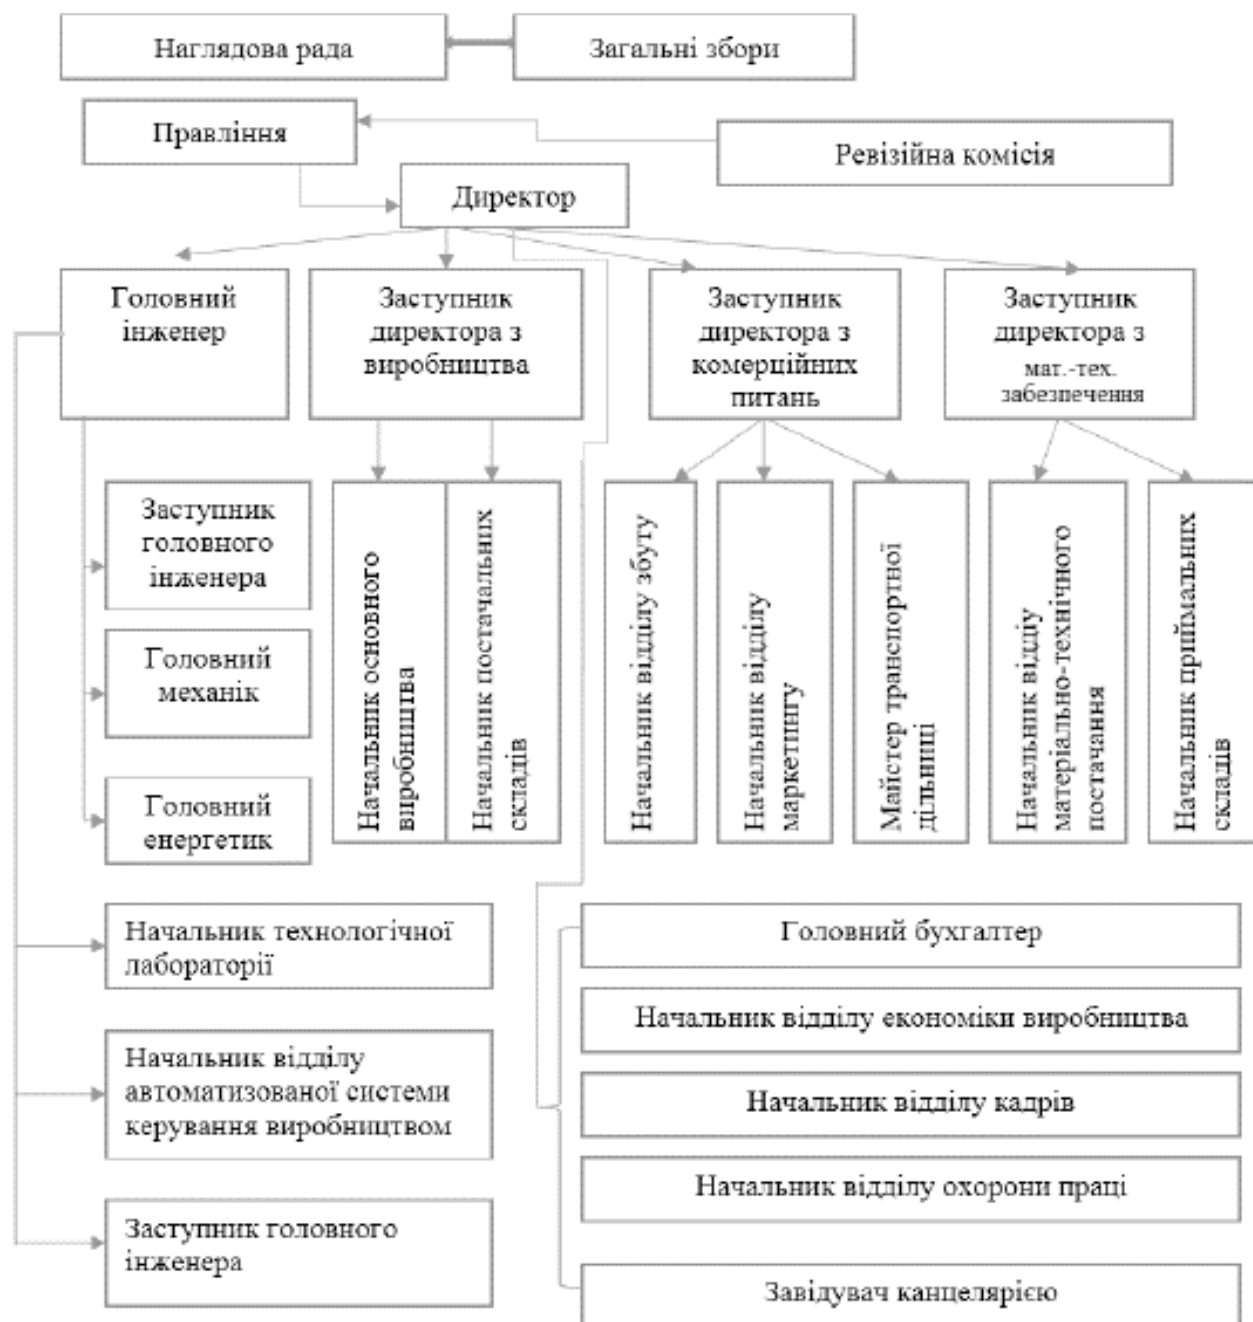 Наглядова рада
Загальні збори
Правління
Ревізійна комісія
Директор
Головний
інженер
Заступник
директора з
виробництва
Заступник
директора з
комерційних
питань
Заступник
директора з
мат.-тех.
забезпечення
Заступник
головного
інженера
Головний
механік
Головний
енергетик
Начальник основного
виробництва
Начальник постачальних
складів
Начальник відділу збуту
Начальник відділу
маркетингу
Майстер транспортної
дільниці
Начальник відділу
матеріально-технічного
постачання
Начальник пріймальних
складів
Начальник технологічної
лабораторії
Начальник відділу
автоматизованої системи
керування виробництвом
Заступник головного
інженера
Головний бухгалтер
Начальник відділу економіки виробництва
Начальник відділу кадрів
Начальник відділу охорони праці
Завідувач канцелярією